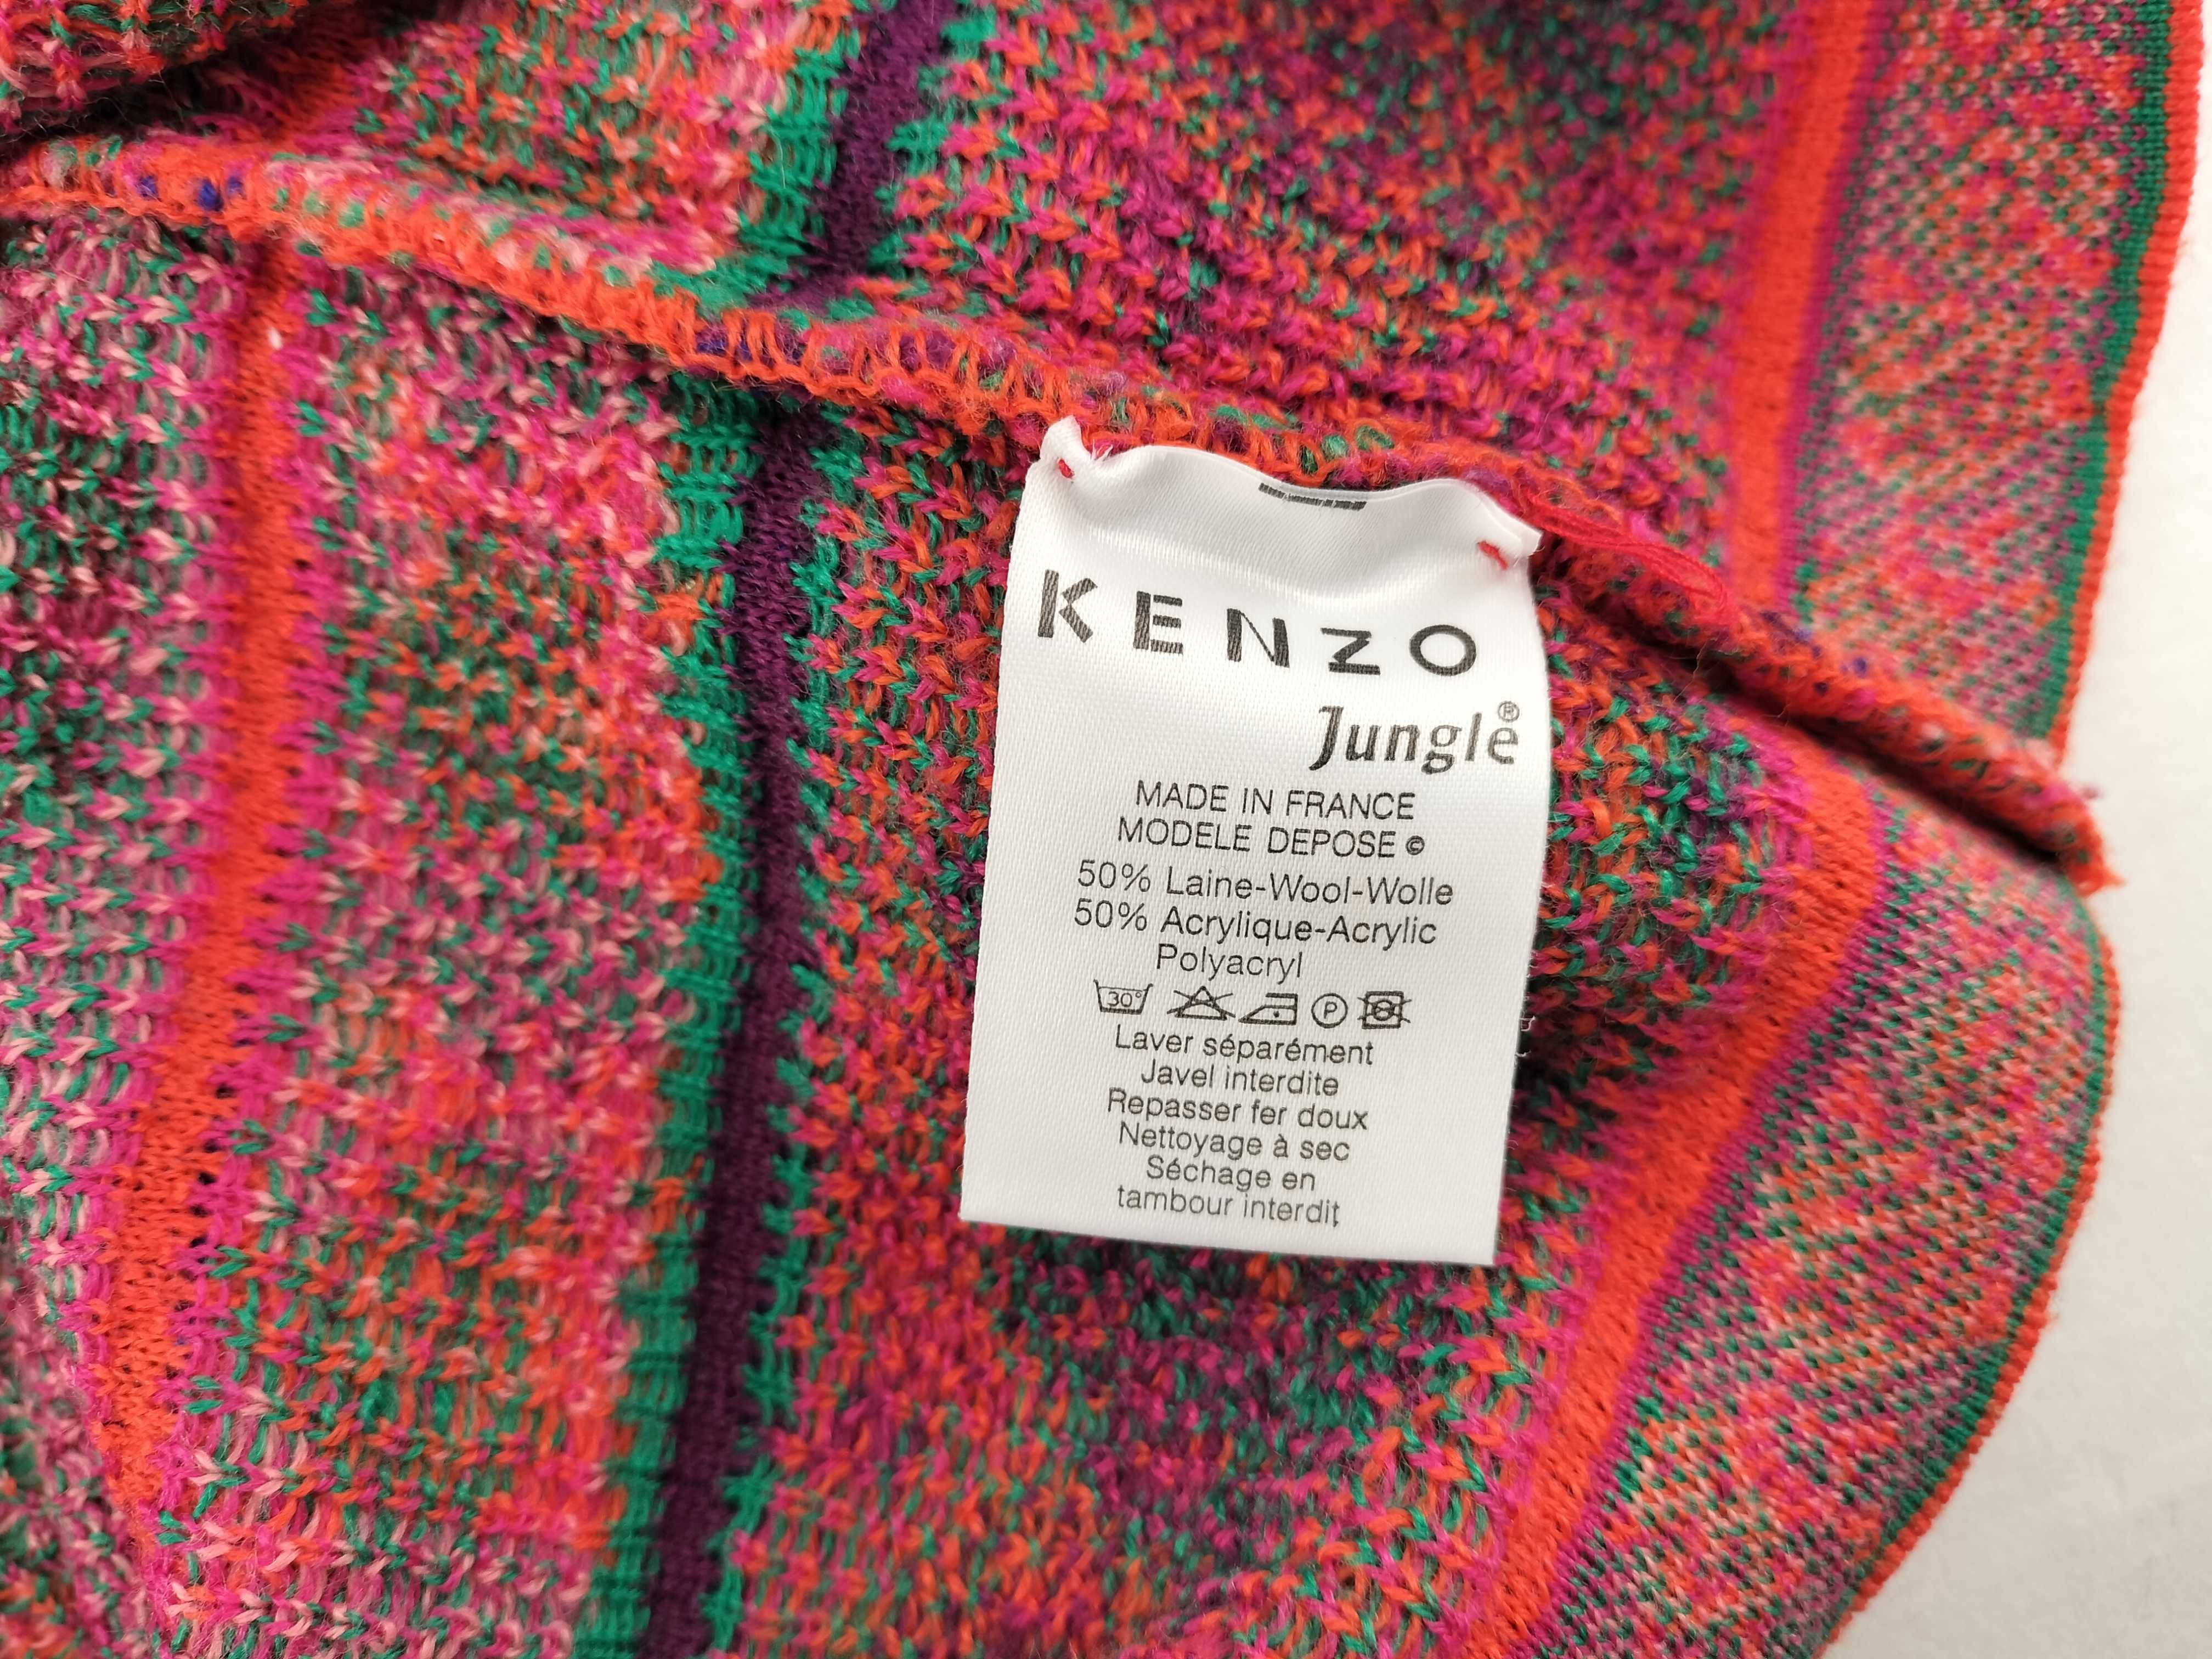 KENZO
Jungle®
MADE IN FRANCE
MODELE DEPOSE ©
50% Laine-Wool-Wolle
50% Acrylique-Acrylic
Polyacryl
30° P
Laver séparément
Javel interdite
Repasser fer doux
Nettoyage à sec
Séchage en
tambour interdit